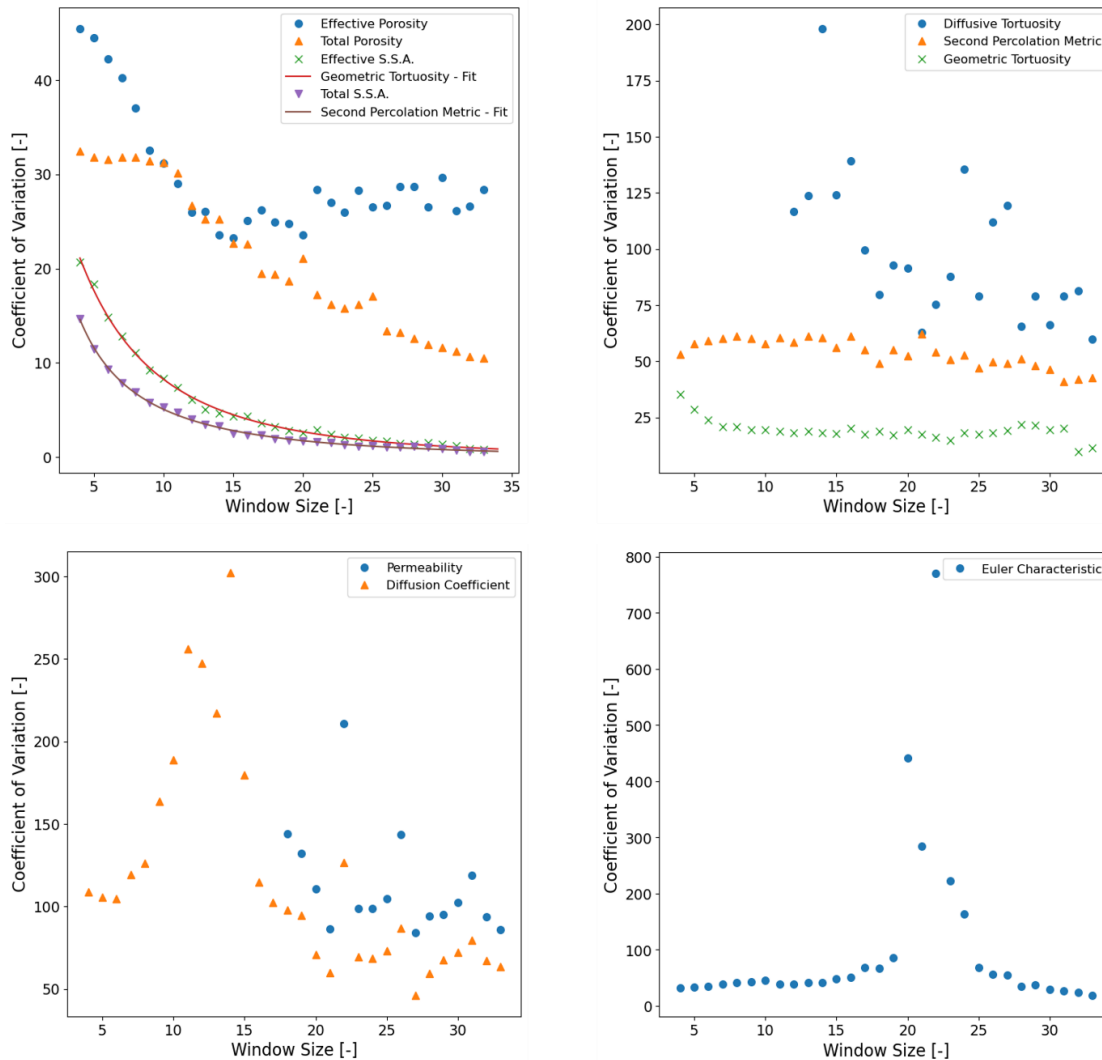 Effective Porosity
Total Porosity
Effective S.S.A.
Geometric Tortuosity - Fit
Total S.S.A.
Second Percolation Metric - Fit
40
30
20
10
0
Coefficient of Variation [-]
5 10 15 20 25 30 35
Window Size [-]
Diffusive Tortuosity
Second Percolation Metric
Geometric Tortuosity
200
175
150
125
100
75
50
25
Coefficient of Variation [-]
5 10 15 20 25 30
Window Size [-]
Permeability
Diffusion Coefficient
300
250
200
150
100
50
Coefficient of Variation [-]
5 10 15 20 25 30
Window Size [-]
Euler Characteristic
800
700
600
500
400
300
200
100
0
Coefficient of Variation [-]
5 10 15 20 25 30
Window Size [-]